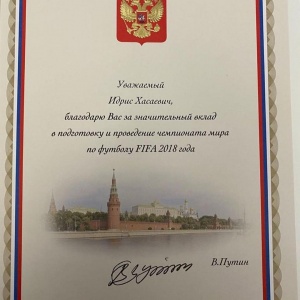 Уважаемый
Идрис Хасаевич,
благодарю Вас за значительный вклад
в подготовку и проведение чемпионата мира
по футболу FIFA 2018 года
В.Путин